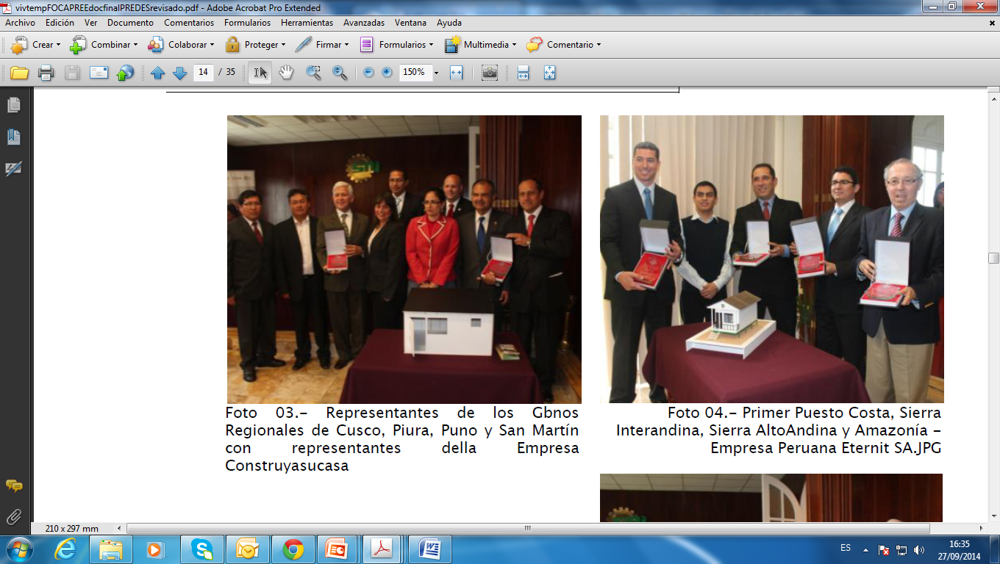 vivtempFOCAPREEdocfinalPREDESrevisado.pdf - Adobe Acrobat Pro Extended
Archivo Edición Ver Documento Comentarios Formularios Herramientas Avanzadas Ventana Ayuda
Crear Combinar Colaborar Proteger Firmar Formularios Multimedia Comentario
14 / 35 150%
Foto 03.- Representantes de los Gbnos
Regionales de Cusco, Piura, Puno y San Martín
con representantes della Empresa
Construyasucasa
Foto 04.- Primer Puesto Costa, Sierra
Interandina, Sierra AltoAndina y Amazonía -
Empresa Peruana Eternit SA.JPG
210 x 297 mm
ES
16:35
27/09/2014